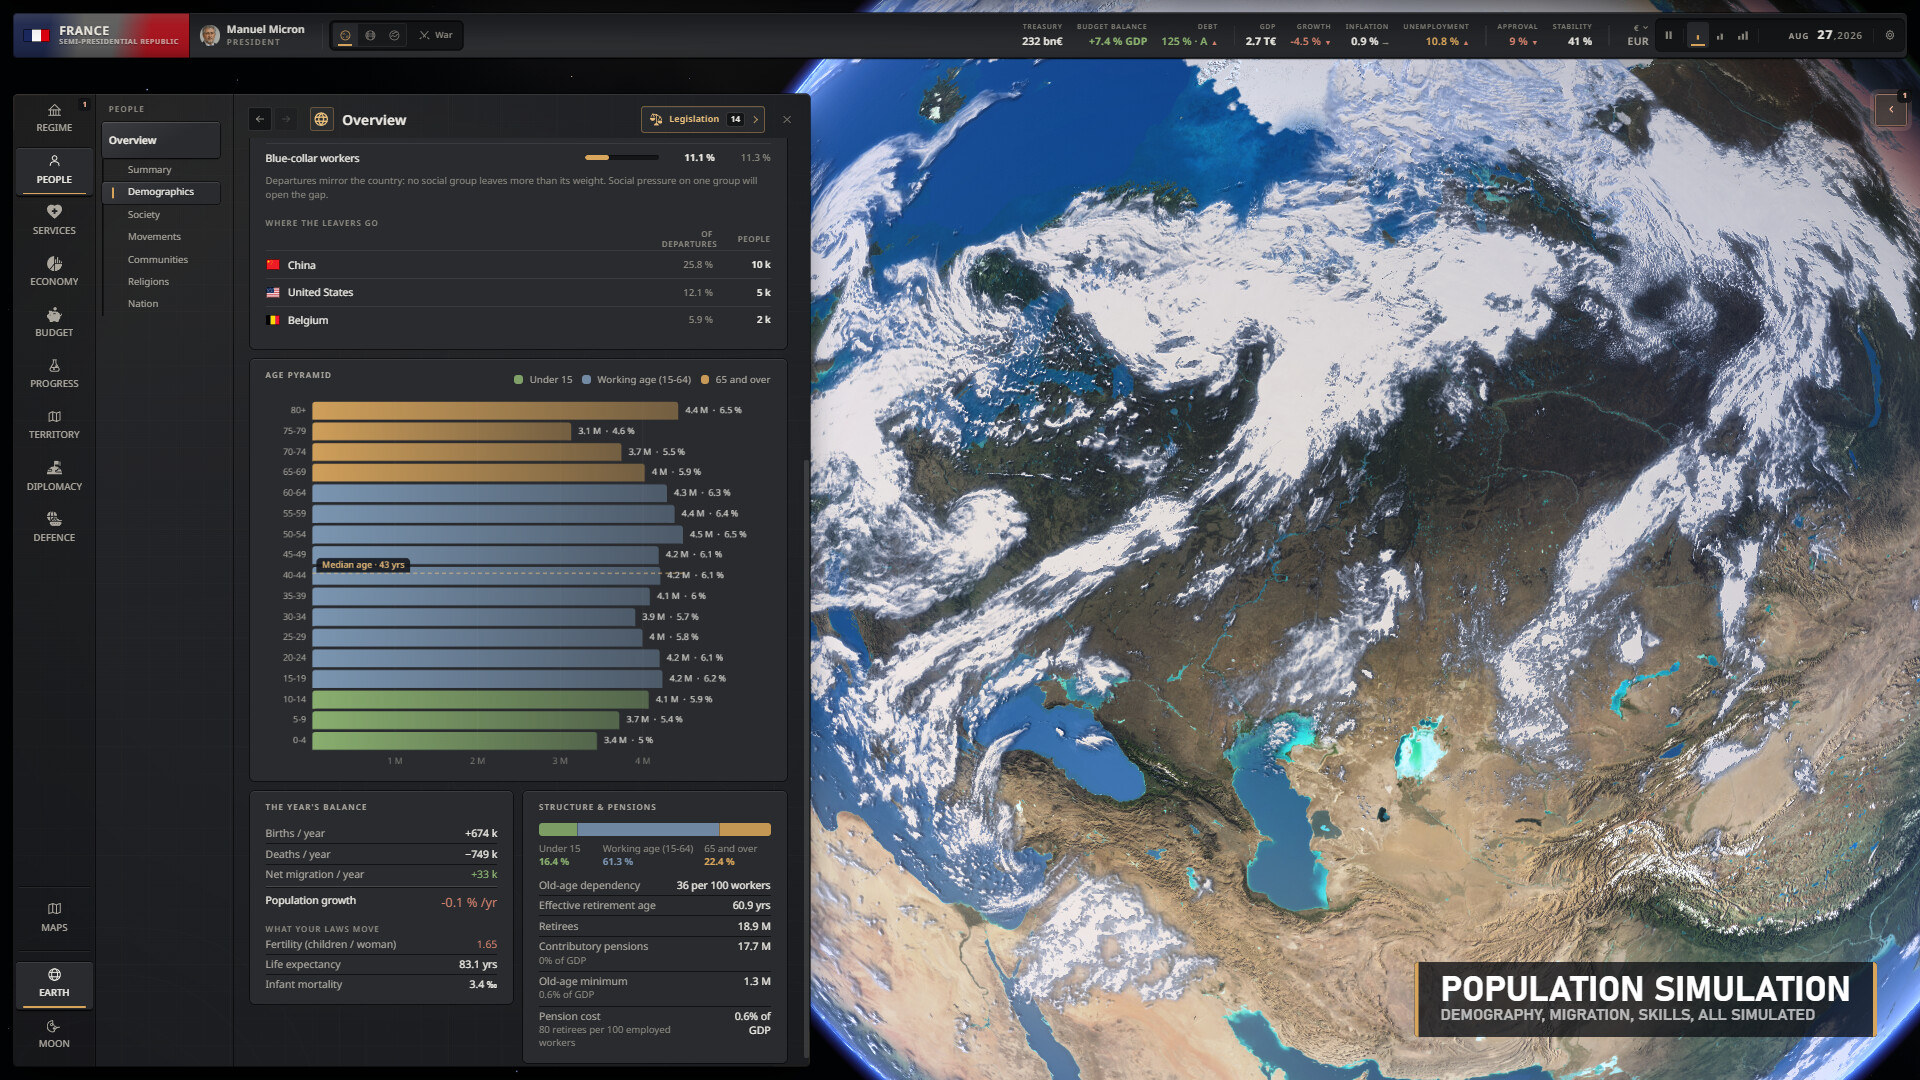 FRANCE
SEMI-PRESIDENTIAL REPUBLIC
Manuel Micron
PRESIDENT
War
TREASURY
232 bn€
BUDGET BALANCE
+7.4 % GDP
DEBT
125 % · A
GDP
2.7 T€
GROWTH
-4.5 %
INFLATION
0.9 %
UNEMPLOYMENT
10.8 %
APPROVAL
9 %
STABILITY
41 %
€
EUR
AUG 27, 2026
1
REGIME
1
PEOPLE
SERVICES
ECONOMY
BUDGET
PROGRESS
TERRITORY
DIPLOMACY
DEFENCE
MAPS
EARTH
MOON
PEOPLE
Overview
Summary
Demographics
Society
Movements
Communities
Religions
Nation
Overview
Legislation 14
Blue-collar workers 11.1 % 11.3 %
Departures mirror the country: no social group leaves more than its weight. Social pressure on one group will
open the gap.
WHERE THE LEAVERS GO
OF DEPARTURES PEOPLE
China 25.8 % 10 k
United States 12.1 % 5 k
Belgium 5.9 % 2 k
AGE PYRAMID
Under 15 Working age (15-64) 65 and over
80+ 4.4 M · 6.5 %
75-79 3.1 M · 4.6 %
70-74 3.7 M · 5.5 %
65-69 4 M · 5.9 %
60-64 4.3 M · 6.3 %
55-59 4.4 M · 6.4 %
50-54 4.5 M · 6.5 %
45-49 4.2 M · 6.1 %
Median age · 43 yrs
40-44 4.2 M · 6.1 %
35-39 4.1 M · 6 %
30-34 3.9 M · 5.7 %
25-29 4 M · 5.8 %
20-24 4.2 M · 6.1 %
15-19 4.2 M · 6.2 %
10-14 4.1 M · 5.9 %
5-9 3.7 M · 5.4 %
0-4 3.4 M · 5 %
1 M 2 M 3 M 4 M
THE YEAR'S BALANCE
Births / year +674 k
Deaths / year −749 k
Net migration / year +33 k
Population growth -0.1 % /yr
WHAT YOUR LAWS MOVE
Fertility (children / woman) 1.65
Life expectancy 83.1 yrs
Infant mortality 3.4 ‰
STRUCTURE & PENSIONS
Under 15 Working age (15-64) 65 and over
16.4 % 61.3 % 22.4 %
Old-age dependency 36 per 100 workers
Effective retirement age 60.9 yrs
Retirees 18.9 M
Contributory pensions 17.7 M
0% of GDP
Old-age minimum 1.3 M
0.6% of GDP
Pension cost 0.6% of GDP
80 retirees per 100 employed
workers
POPULATION SIMULATION
DEMOGRAPHY, MIGRATION, SKILLS, ALL SIMULATED